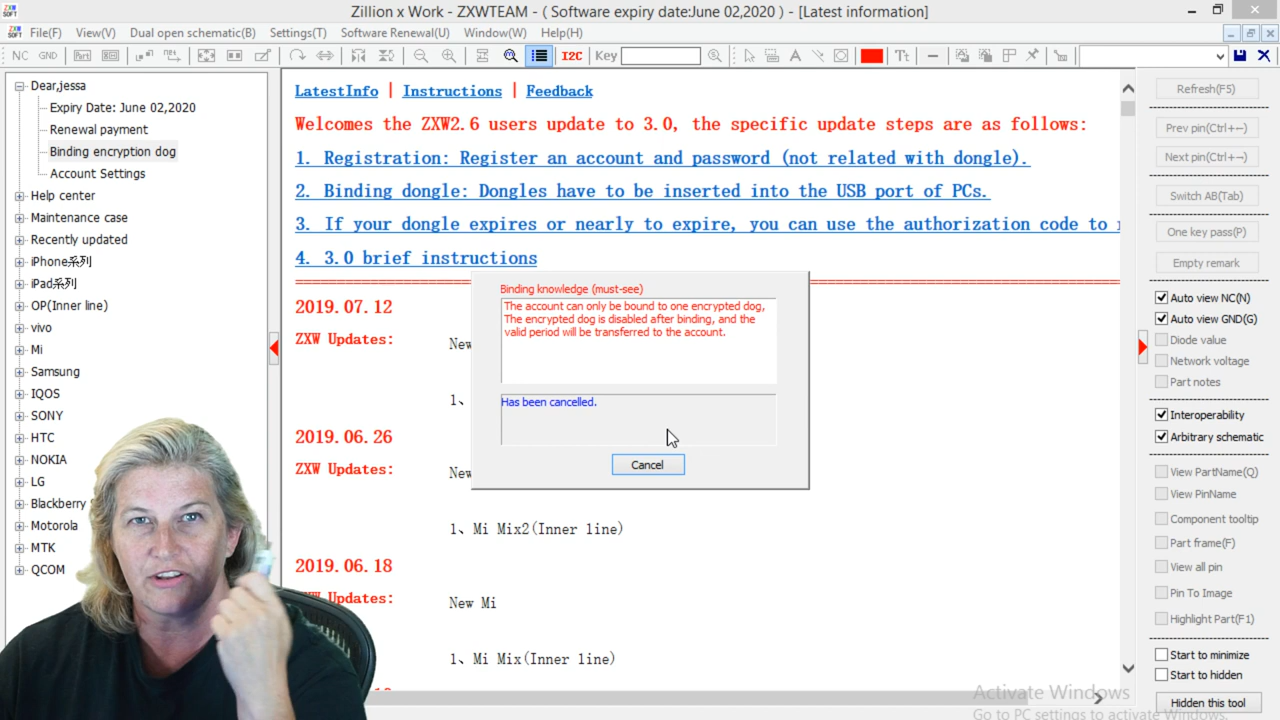 ZXW
SOFT
Zillion x Work - ZXWTEAM - ( Software expiry date:June 02,2020 ) - [Latest information]
ZXW
SOFT
File(F)
View(V)
Dual open schematic(B)
Settings(T)
Software Renewal(U)
Window(W)
Help(H)
NC
GND
Part
net
I2C
Key
A
Tt
Dear,jessa
Expiry Date: June 02,2020
Renewal payment
Binding encryption dog
Account Settings
Help center
Maintenance case
Recently updated
iPhone系列
iPad系列
OP(Inner line)
vivo
Mi
Samsung
IQOS
SONY
HTC
NOKIA
LG
Blackberry
Motorola
MTK
QCOM
LatestInfo | Instructions | Feedback
Welcomes the ZXW2.6 users update to 3.0, the specific update steps are as follows:
1. Registration: Register an account and password (not related with dongle).
2. Binding dongle: Dongles have to be inserted into the USB port of PCs.
3. If your dongle expires or nearly to expire, you can use the authorization code to
4. 3.0 brief instructions
2019.07.12
ZXW Updates:
New
1、
2019.06.26
ZXW Updates:
New
1、Mi Mix2(Inner line)
2019.06.18
Updates:
New Mi
1、Mi Mix(Inner line)
Binding knowledge (must-see)
The account can only be bound to one encrypted dog,
The encrypted dog is disabled after binding, and the
valid period will be transferred to the account.
Has been cancelled.
Cancel
Refresh(F5)
Prev pin(Ctrl+←)
Next pin(Ctrl+→)
Switch AB(Tab)
One key pass(P)
Empty remark
Auto view NC(N)
Auto view GND(G)
Diode value
Network voltage
Part notes
Interoperability
Arbitrary schematic
View PartName(Q)
View PinName
Component tooltip
Part frame(F)
View all pin
Pin To Image
Highlight Part(F1)
Start to minimize
Start to hidden
Hidden this tool
Activate Windows
Go to PC settings to activate Windows.